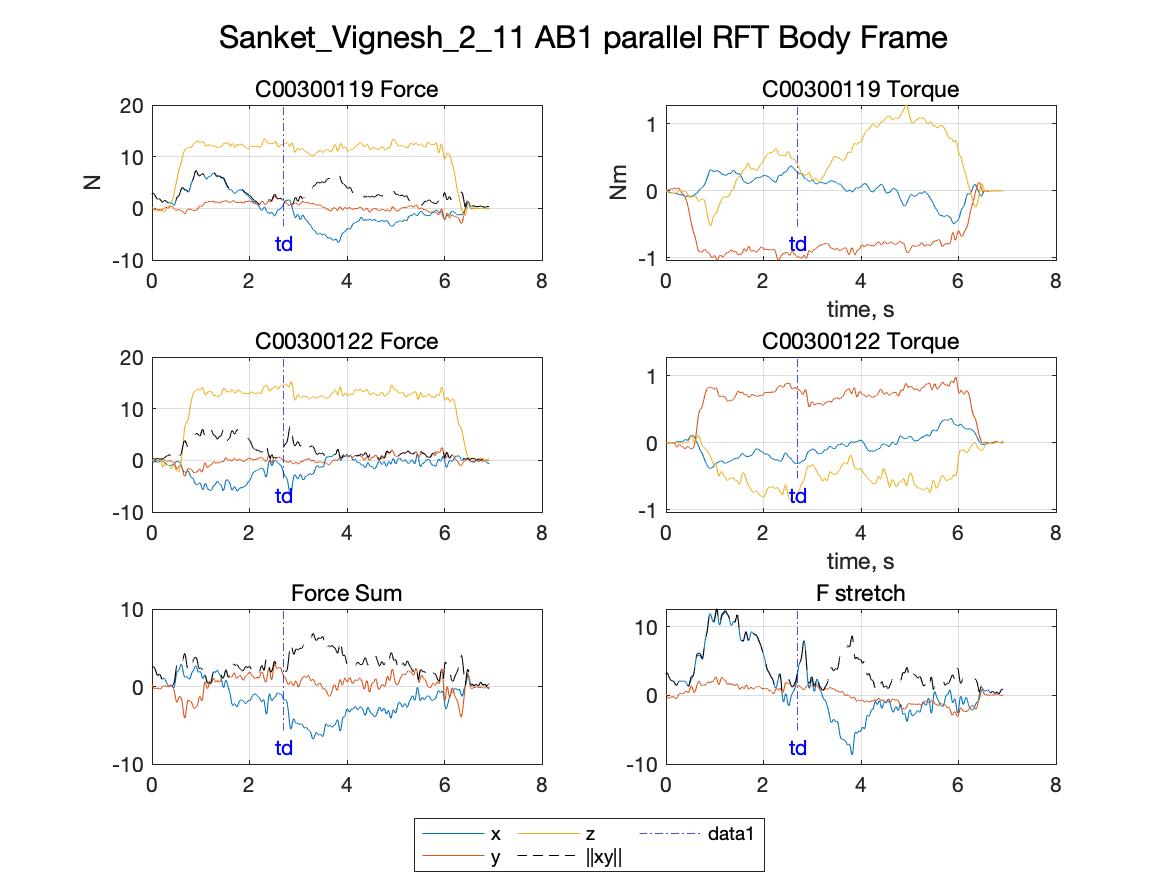 Sanket_Vignesh_2_11 AB1 parallel RFT Body Frame
C00300119 Force
20
10
0
-10
N
td
0 2 4 6 8
C00300119 Torque
1
0
-1
Nm
td
0 2 4 6 8
time, s
C00300122 Force
20
10
0
-10
td
0 2 4 6 8
C00300122 Torque
1
0
-1
td
0 2 4 6 8
time, s
Force Sum
10
0
-10
td
0 2 4 6 8
F stretch
10
0
-10
td
0 2 4 6 8
x z data1
y ||xy||